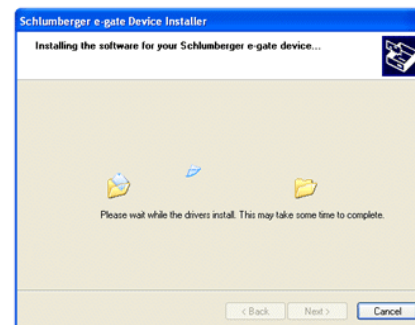 Schlumberger e-gate Device Installer
Installing the software for your Schlumberger e-gate device...
Please wait while the drivers install. This may take some time to complete.
< Back
Next >
Cancel